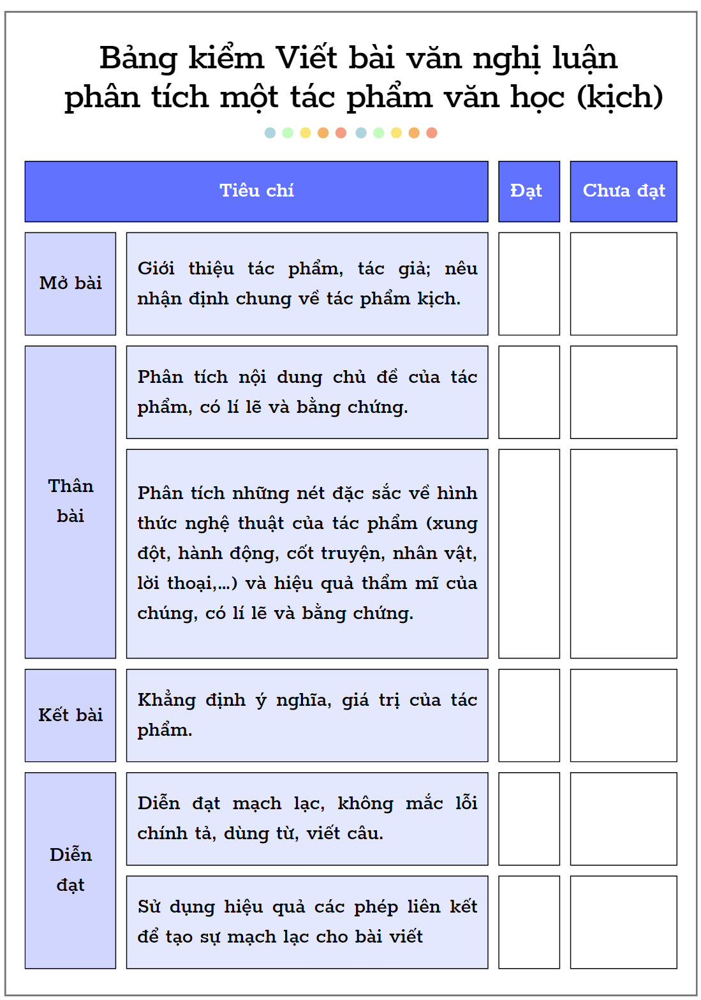 Bảng kiểm Viết bài văn nghị luận
phân tích một tác phẩm văn học (kịch)
Tiêu chí
Đạt
Chưa đạt
Mở bài
Giới thiệu tác phẩm, tác giả; nêu
nhận định chung về tác phẩm kịch.
Thân
bài
Phân tích nội dung chủ đề của tác
phẩm, có lí lẽ và bằng chứng.
Phân tích những nét đặc sắc về hình
thức nghệ thuật của tác phẩm (xung
đột, hành động, cốt truyện, nhân vật,
lời thoại,...) và hiệu quả thẩm mĩ của
chúng, có lí lẽ và bằng chứng.
Kết bài
Khẳng định ý nghĩa, giá trị của tác
phẩm.
Diễn
đạt
Diễn đạt mạch lạc, không mắc lỗi
chính tả, dùng từ, viết câu.
Sử dụng hiệu quả các phép liên kết
để tạo sự mạch lạc cho bài viết